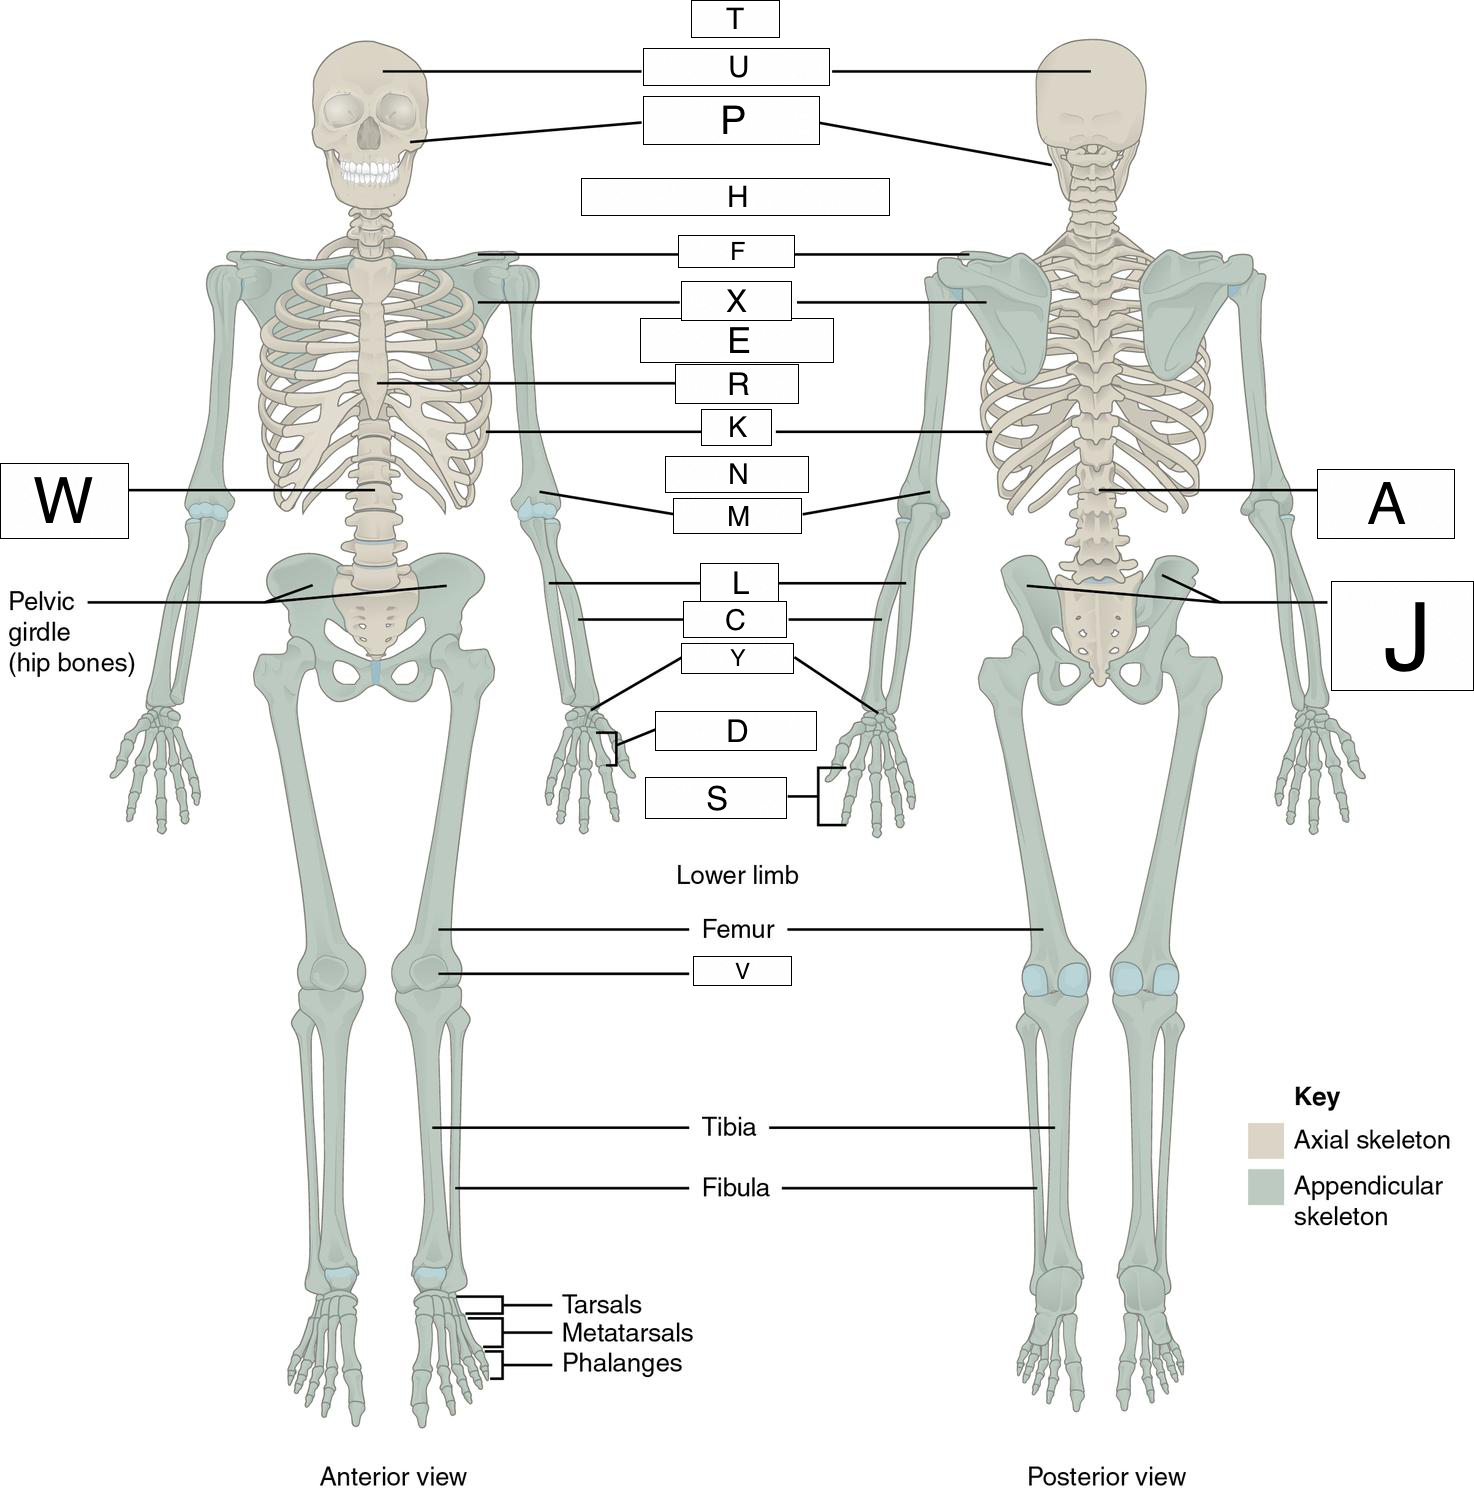 T
U
P
H
F
X
E
R
K
N
M
W
A
L
C
Y
Pelvic
girdle
(hip bones)
J
D
S
Lower limb
Femur
V
Tibia
Fibula
Key
Axial skeleton
Appendicular
skeleton
Tarsals
Metatarsals
Phalanges
Anterior view
Posterior view